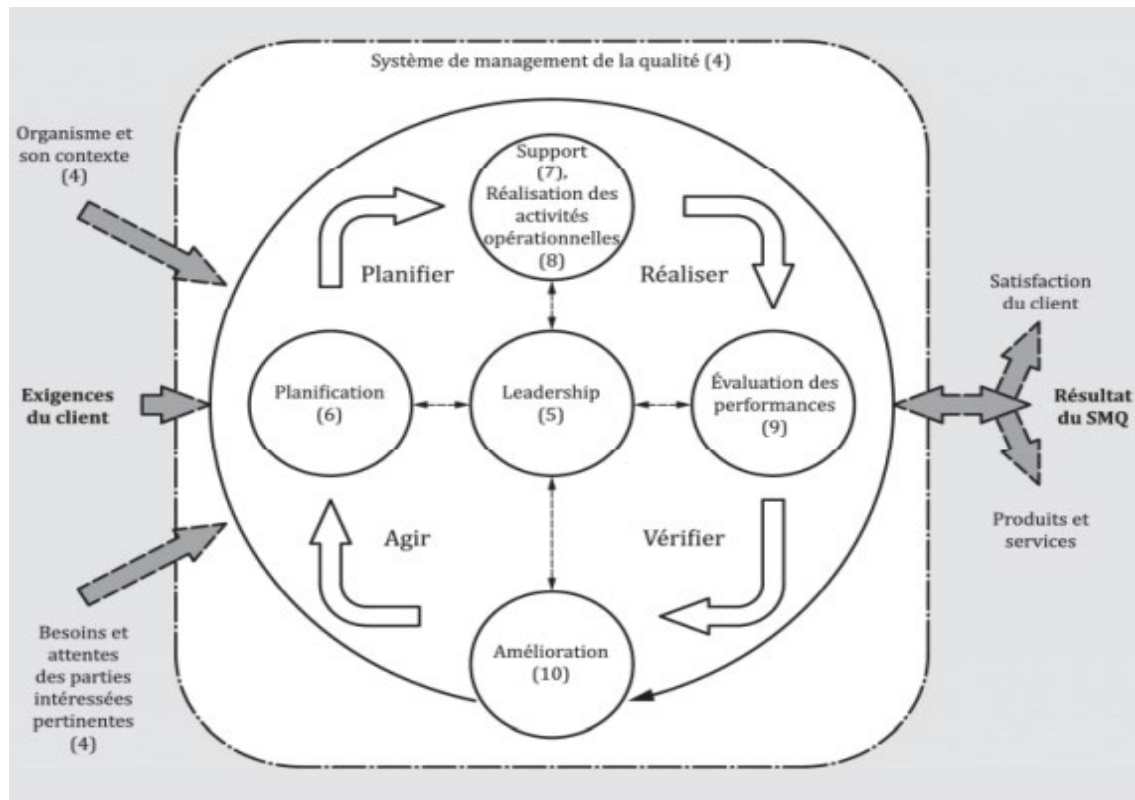 Système de management de la qualité (4)
Organisme et
son contexte
(4)
Support
(7),
Réalisation des
activités
opérationnelles
(8)
Planifier
Réaliser
Satisfaction
du client
Exigences
du client
Planification
(6)
Leadership
(5)
Évaluation des
performances
(9)
Résultat
du SMQ
Agir
Vérifier
Produits et
services
Besoins et
attentes
des parties
intéressées
pertinentes
(4)
Amélioration
(10)